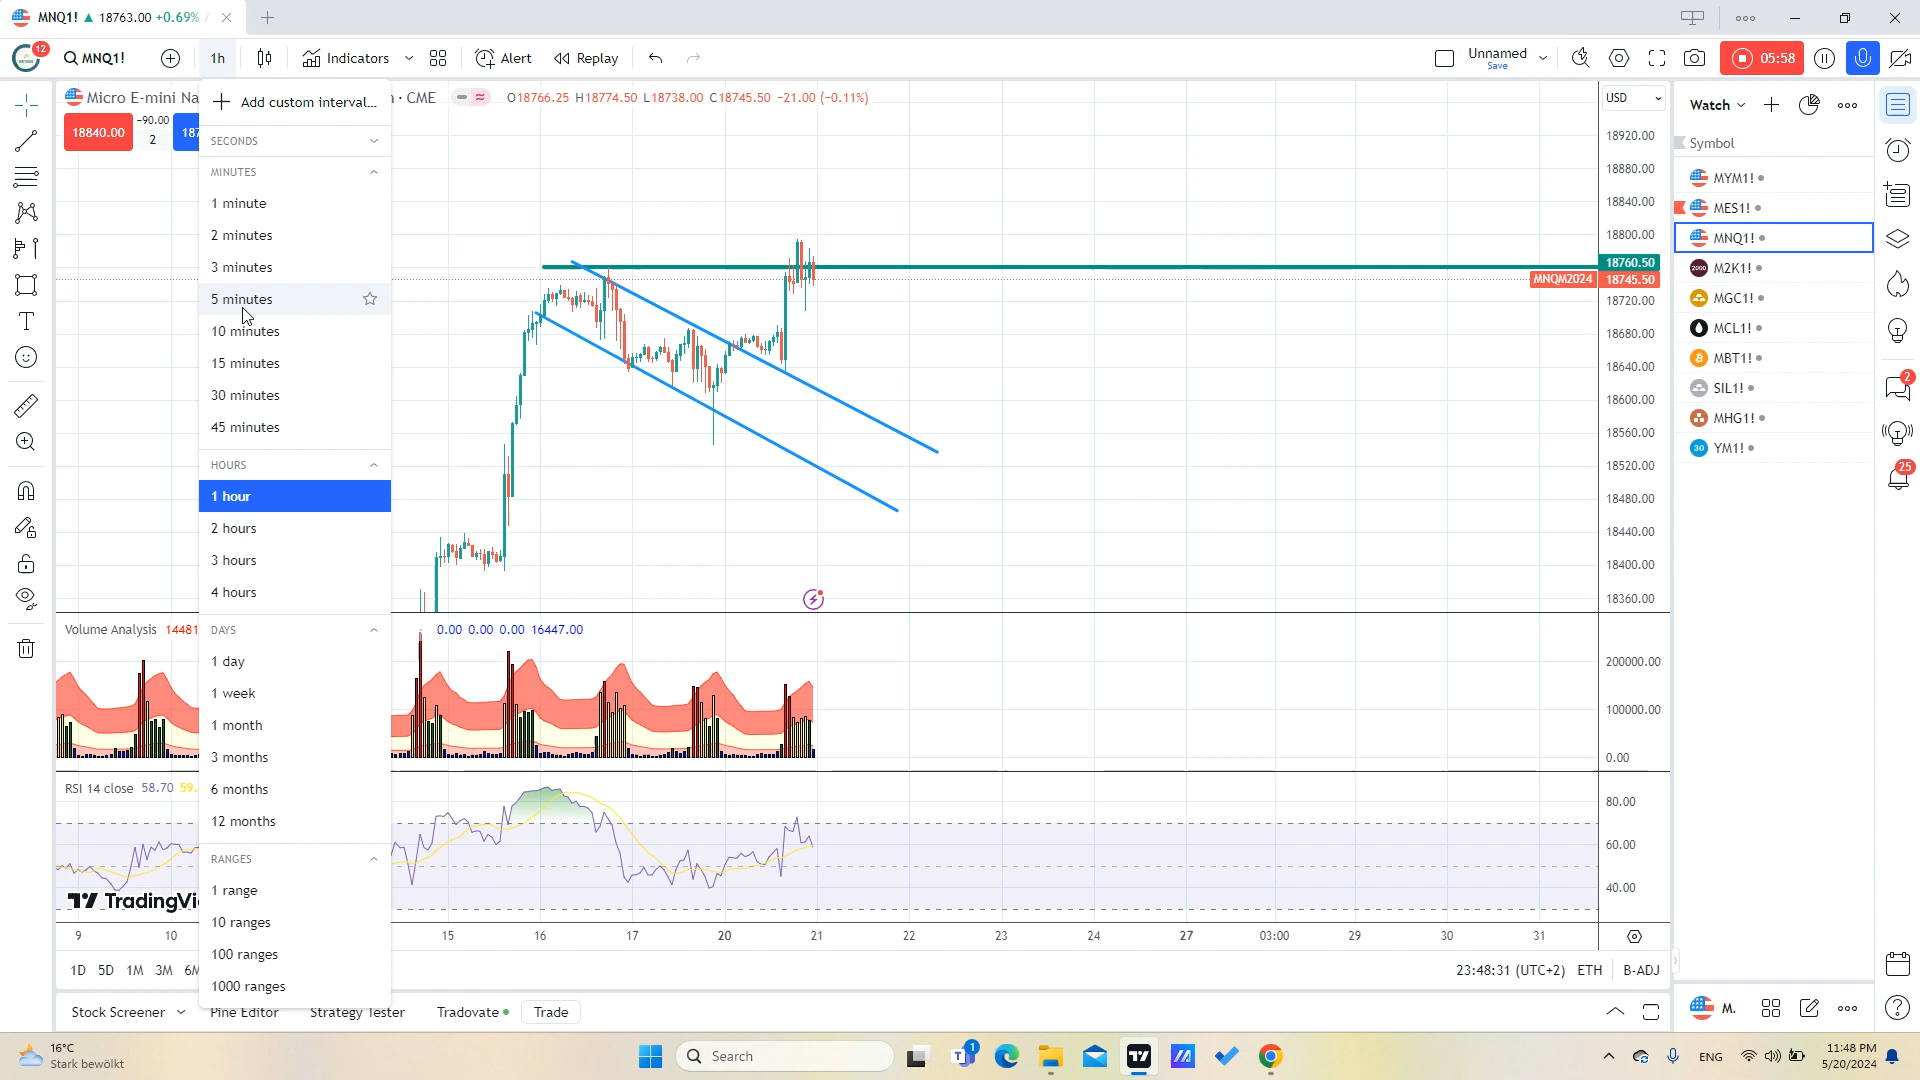 MNQ1! ▲ 18763.00 +0.69% /
12 MNQ1! 1h Indicators Alert Replay Unnamed Save 05:58
Micro E-mini Na · CME O18766.25 H18774.50 L18738.00 C18745.50 −21.00 (−0.11%)
18840.00 −90.00 2 187
USD
Add custom interval...
SECONDS
MINUTES
1 minute
2 minutes
3 minutes
5 minutes
10 minutes
15 minutes
30 minutes
45 minutes
HOURS
1 hour
2 hours
3 hours
4 hours
DAYS
1 day
1 week
1 month
3 months
6 months
12 months
RANGES
1 range
10 ranges
100 ranges
1000 ranges
18920.00
18880.00
18840.00
18800.00
18760.50
MNQM2024 18745.50
18720.00
18680.00
18640.00
18600.00
18560.00
18520.00
18480.00
18440.00
18400.00
18360.00
Volume Analysis 14481 0.00 0.00 0.00 16447.00
200000.00
100000.00
0.00
RSI 14 close 58.70 59.
80.00
60.00
40.00
TradingVi
9 10 15 16 17 20 21 22 23 24 27 03:00 29 30 31
1D 5D 1M 3M 6M 23:48:31 (UTC+2) ETH B-ADJ
Stock Screener Pine Editor Strategy Tester Tradovate Trade
Watch
Symbol
MYM1!
MES1!
MNQ1!
2000 M2K1!
MGC1!
MCL1!
MBT1!
SIL1!
MHG1!
30 YM1!
M.
2
25
16°C
Stark bewölkt
Search
1
ENG
11:48 PM
5/20/2024